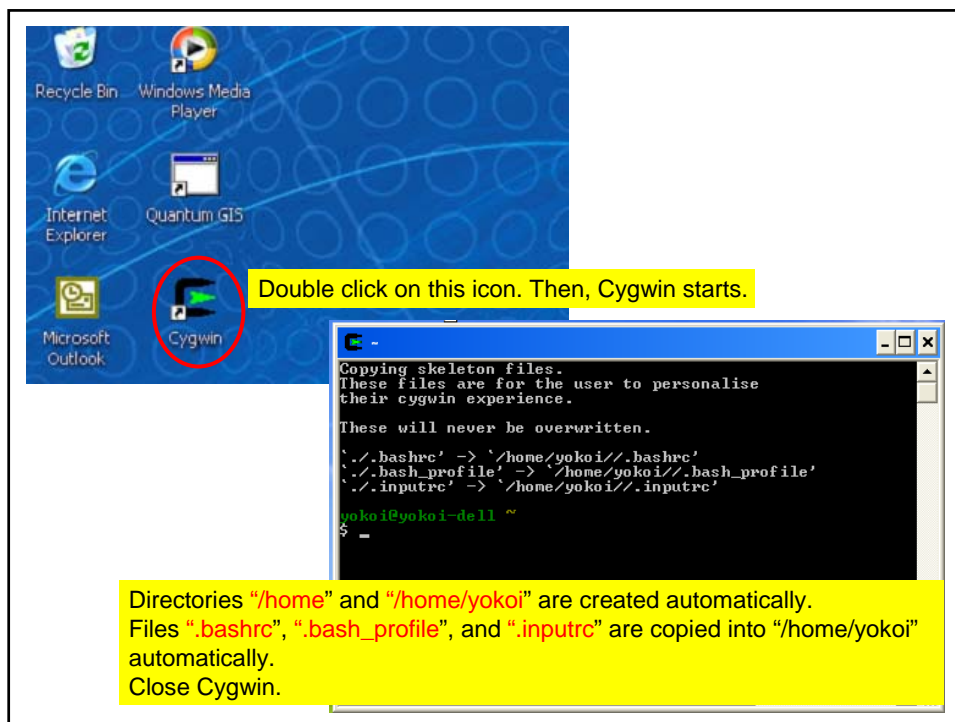 Recycle Bin
Windows Media
Player
Internet
Explorer
Quantum GIS
Microsoft
Outlook
Cygwin
Double click on this icon. Then, Cygwin starts.
~
Copying skeleton files.
These files are for the user to personalise
their cygwin experience.
These will never be overwritten.
`./.bashrc' -> `/home/yokoi//.bashrc'
`./.bash_profile' -> `/home/yokoi//.bash_profile'
`./.inputrc' -> `/home/yokoi//.inputrc'
yokoi@yokoi-dell ~
$ _
Directories “/home” and “/home/yokoi” are created automatically.
Files “.bashrc”, “.bash_profile”, and “.inputrc” are copied into “/home/yokoi”
automatically.
Close Cygwin.